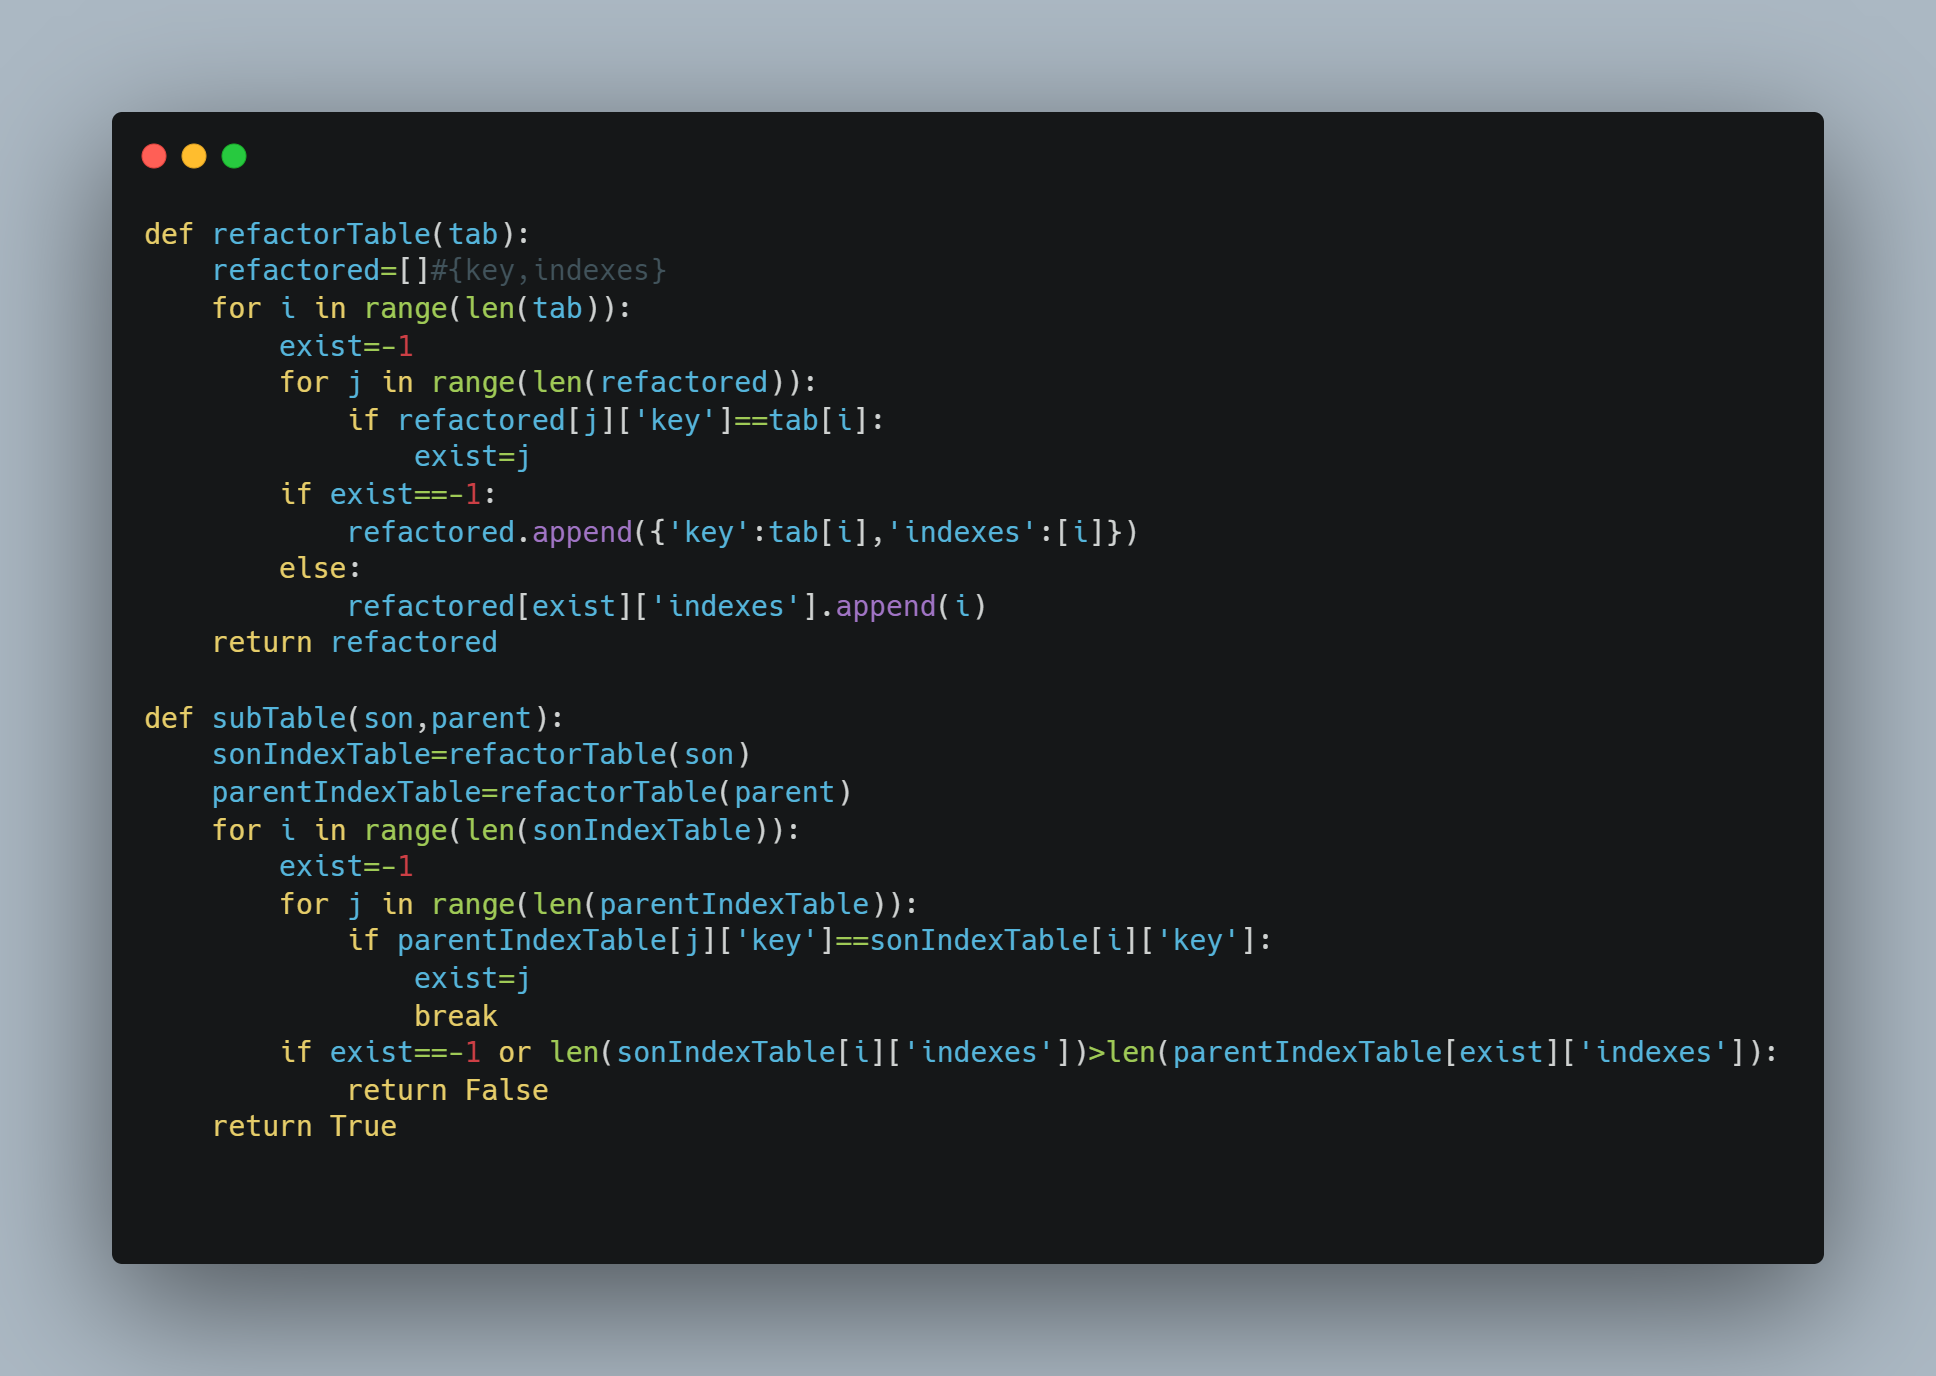 def refactorTable(tab):
    refactored=[]#{key,indexes}
    for i in range(len(tab)):
        exist=-1
        for j in range(len(refactored)):
            if refactored[j]['key']==tab[i]:
                exist=j
        if exist==-1:
            refactored.append({'key':tab[i],'indexes':[i]})
        else:
            refactored[exist]['indexes'].append(i)
    return refactored

def subTable(son,parent):
    sonIndexTable=refactorTable(son)
    parentIndexTable=refactorTable(parent)
    for i in range(len(sonIndexTable)):
        exist=-1
        for j in range(len(parentIndexTable)):
            if parentIndexTable[j]['key']==sonIndexTable[i]['key']:
                exist=j
                break
        if exist==-1 or len(sonIndexTable[i]['indexes'])>len(parentIndexTable[exist]['indexes']):
            return False
    return True